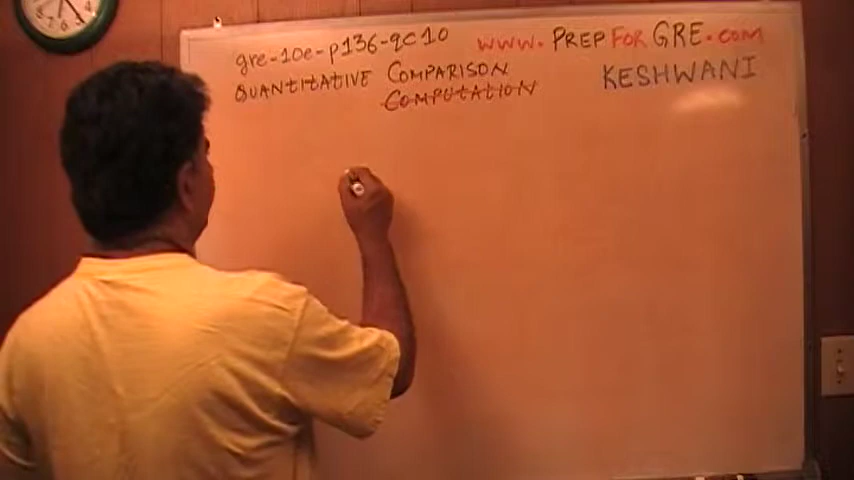 gre-10e-p136-qc10
www.PREPFORGRE.com
QUANTITATIVE COMPARISON
KESHWANI
COMPUTATION